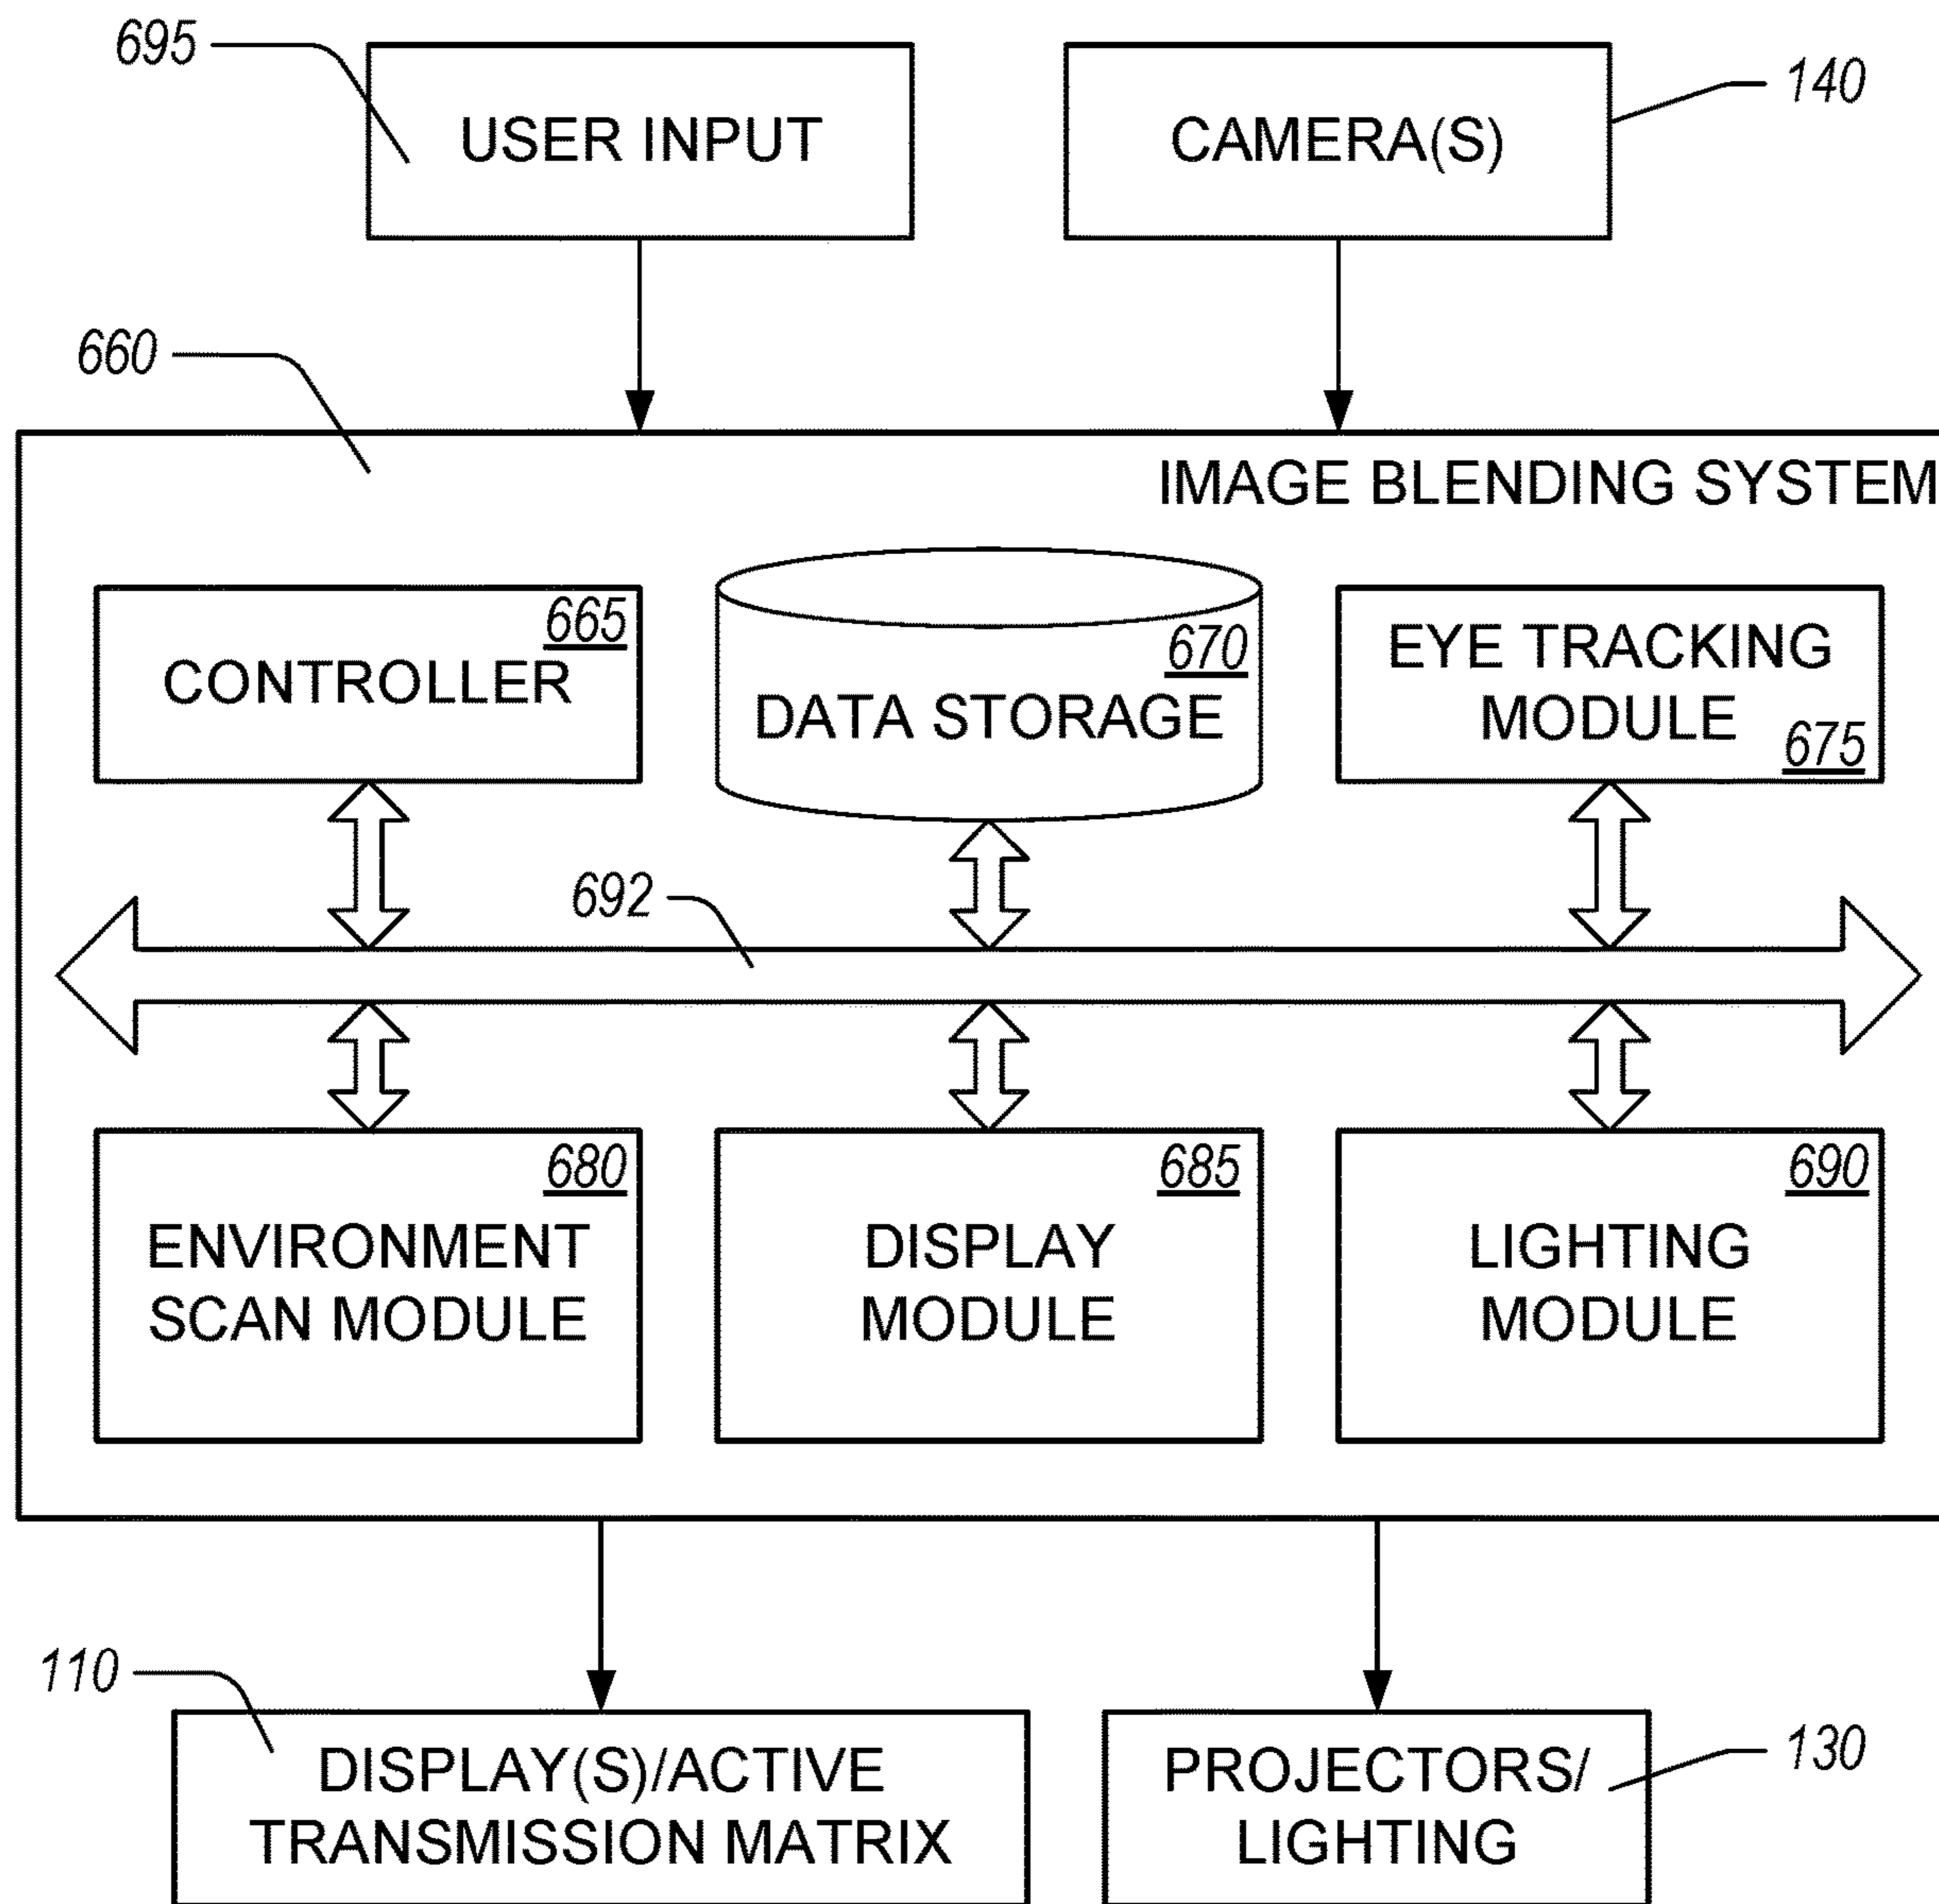 695
USER INPUT
CAMERA(S)
140
660
IMAGE BLENDING SYSTEM
665
CONTROLLER
670
DATA STORAGE
EYE TRACKING
MODULE
675
692
680
ENVIRONMENT
SCAN MODULE
685
DISPLAY
MODULE
690
LIGHTING
MODULE
110
DISPLAY(S)/ACTIVE
TRANSMISSION MATRIX
PROJECTORS/
LIGHTING
130